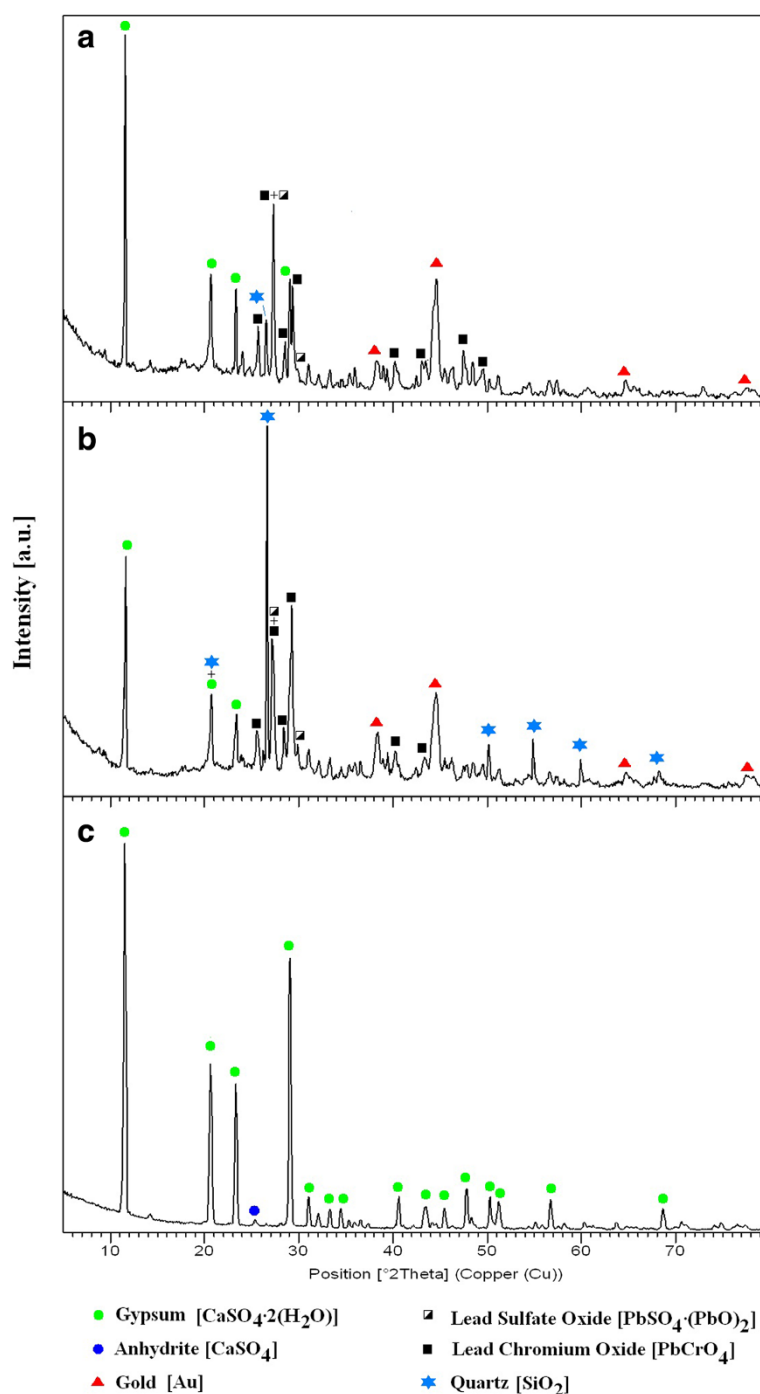 a
+
b
+
+
c
Intensity [a.u.]
10 20 30 40 50 60 70
Position [°2Theta] (Copper (Cu))
Gypsum [CaSO₄·2(H₂O)]
Anhydrite [CaSO₄]
Gold [Au]
Lead Sulfate Oxide [PbSO₄·(PbO)₂]
Lead Chromium Oxide [PbCrO₄]
Quartz [SiO₂]